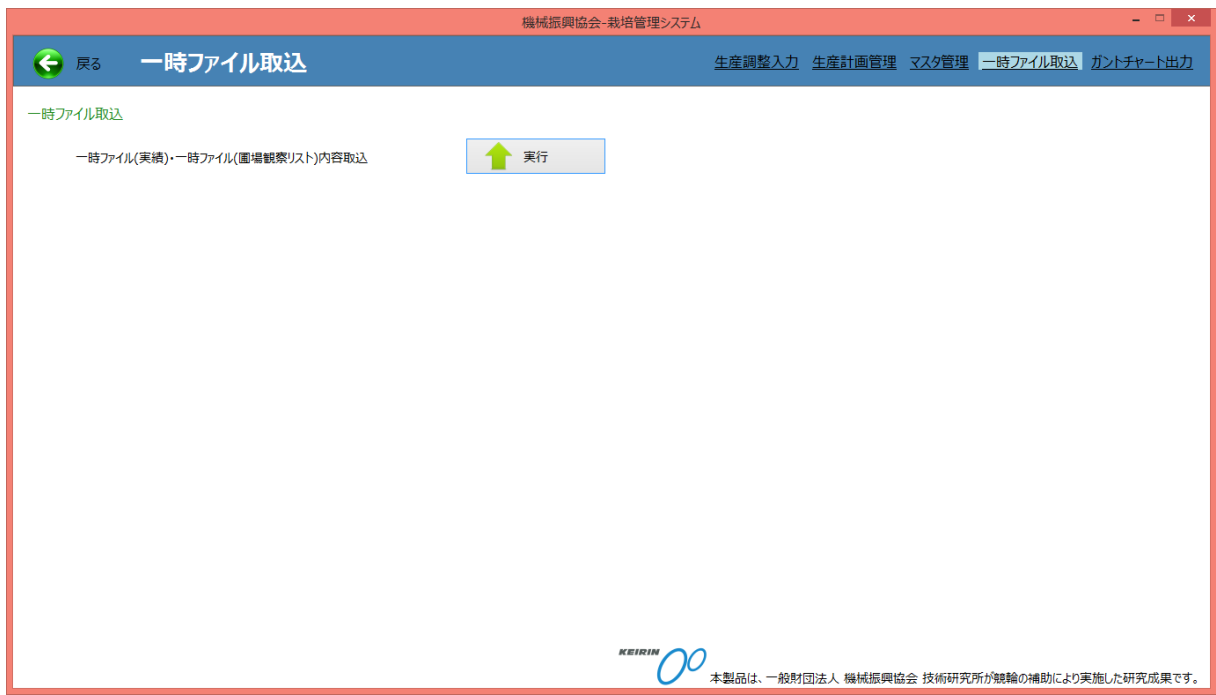 機械振興協会-栽培管理システム
戻る 一時ファイル取込 生産調整入力 生産計画管理 マスタ管理 一時ファイル取込 ガントチャート出力
一時ファイル取込
一時ファイル(実績)・一時ファイル(圃場観察リスト)内容取込 実行
KEIRIN
本製品は、一般財団法人 機械振興協会 技術研究所が競輪の補助により実施した研究成果です。